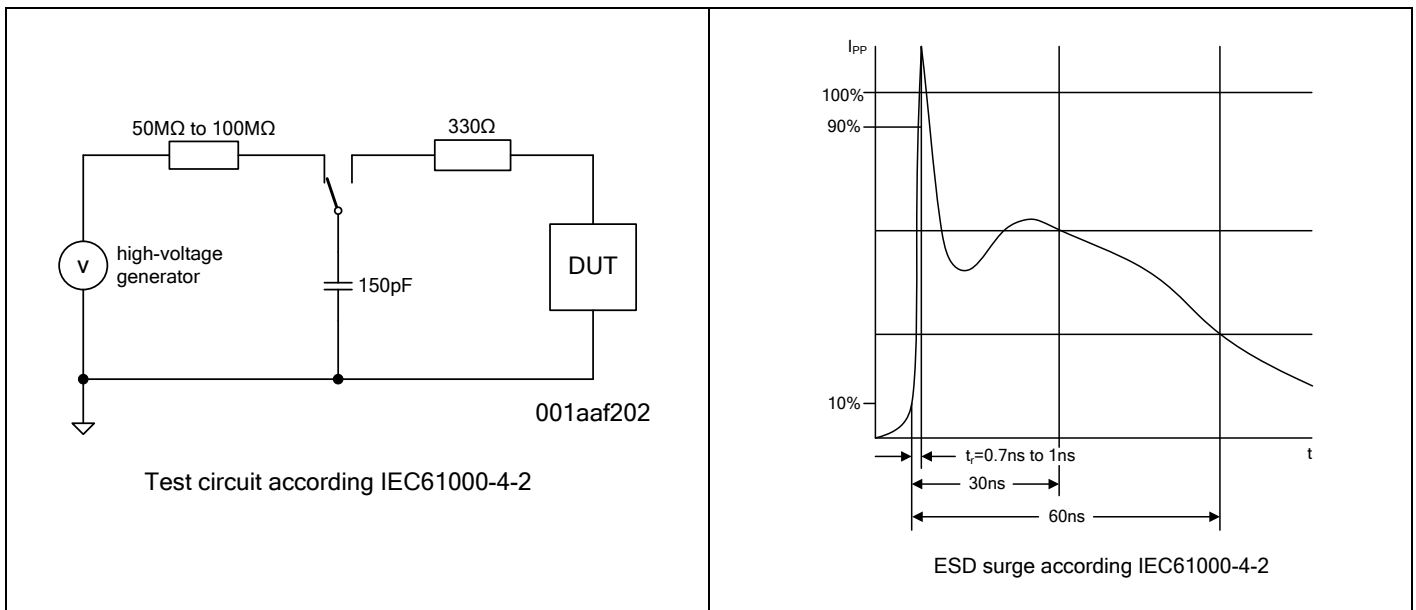 50MΩ to 100MΩ
330Ω
V
high-voltage
generator
150pF
DUT
001aaf202
Test circuit according IEC61000-4-2
IPP
100%
90%
10%
t
tr=0.7ns to 1ns
30ns
60ns
ESD surge according IEC61000-4-2